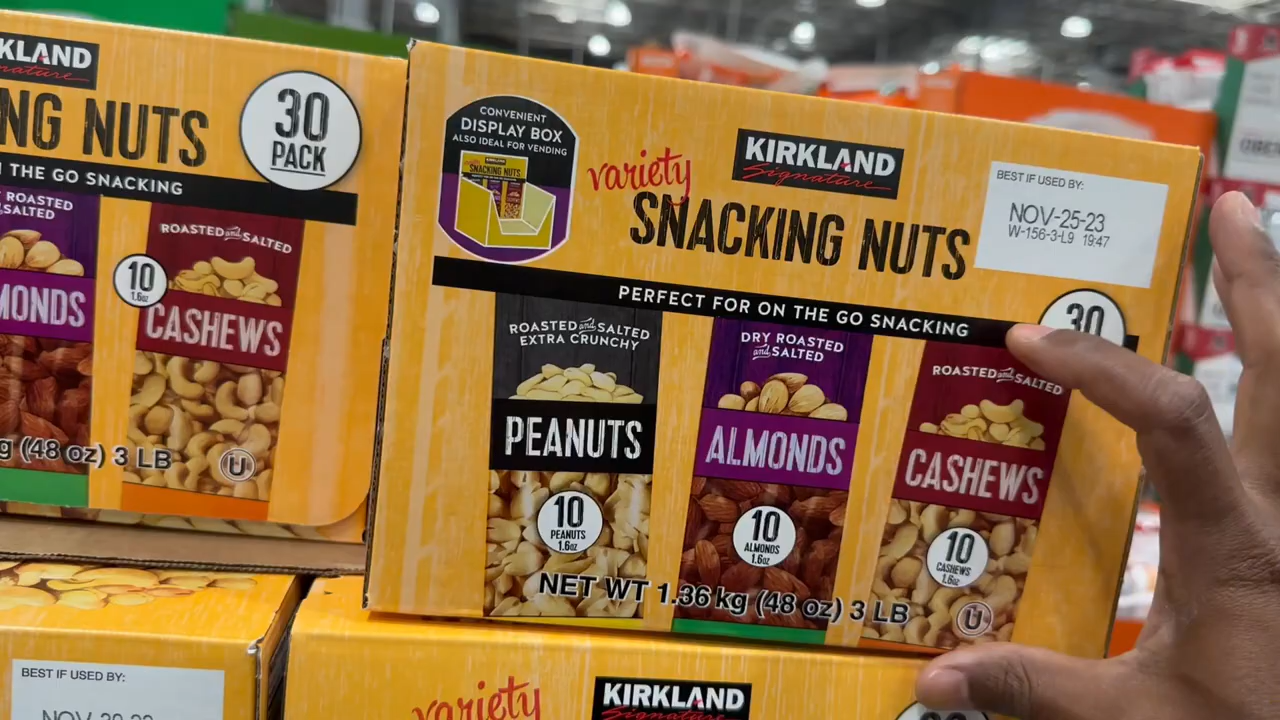 KLAND
nature
NG NUTS
30
PACK
THE GO SNACKING
ROASTED
SALTED
MONDS
10
1.6oz
ROASTED and SALTED
CASHEWS
g (48 oz) 3 LB
U
CONVENIENT
DISPLAY BOX
ALSO IDEAL FOR VENDING
KIRKLAND
SNACKING NUTS
variety
KIRKLAND
Signature
SNACKING NUTS
BEST IF USED BY:
NOV-25-23
W-156-3-L9 19:47
PERFECT FOR ON THE GO SNACKING
30
ROASTED and SALTED
EXTRA CRUNCHY
PEANUTS
10
PEANUTS
1.6oz
DRY ROASTED
and SALTED
ALMONDS
10
ALMONDS
1.6oz
ROASTED and SALTED
CASHEWS
10
CASHEWS
1.6oz
U
NET WT 1.36 kg (48 oz) 3 LB
BEST IF USED BY:
variety
KIRKLAND
Signature